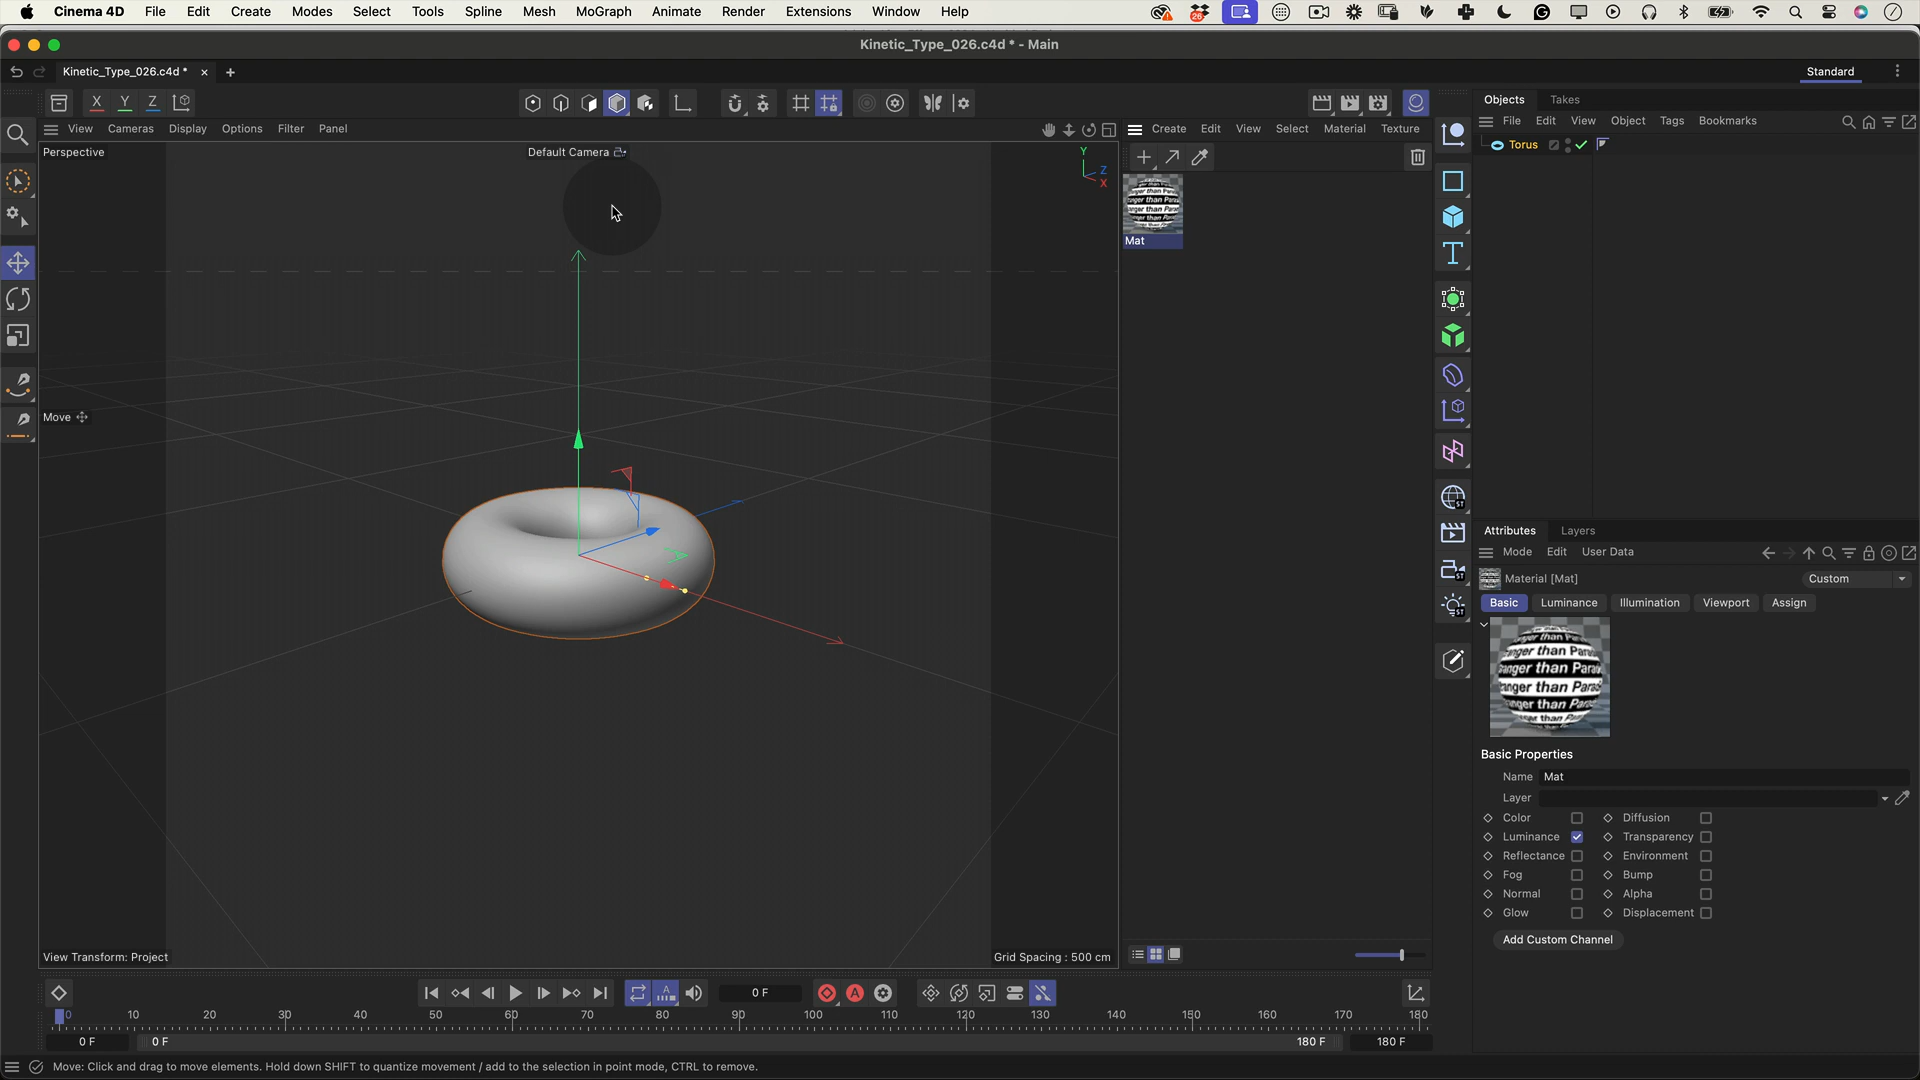 Cinema 4D File Edit Create Modes Select Tools Spline Mesh MoGraph Animate Render Extensions Window Help
26
Kinetic_Type_026.c4d * - Main
Kinetic_Type_026.c4d *
Standard
X Y Z
Objects Takes
View Cameras Display Options Filter Panel
Create Edit View Select Material Texture
File Edit View Object Tags Bookmarks
Perspective
Default Camera
Y
Z
X
Torus
Mat
Move
Attributes Layers
Mode Edit User Data
Material [Mat]
Custom
Basic Luminance Illumination Viewport Assign
Basic Properties
Name Mat
Layer
Color Diffusion
Luminance Transparency
Reflectance Environment
Fog Bump
Normal Alpha
Glow Displacement
Add Custom Channel
View Transform: Project
Grid Spacing : 500 cm
0 F
0 10 20 30 40 50 60 70 80 90 100 110 120 130 140 150 160 170 180
0 F 0 F 180 F 180 F
Move: Click and drag to move elements. Hold down SHIFT to quantize movement / add to the selection in point mode, CTRL to remove.